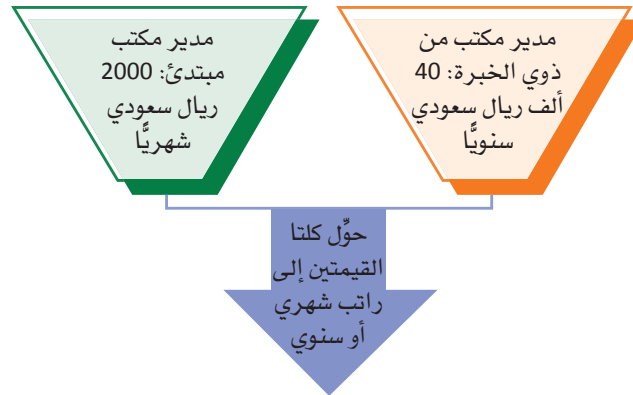 مدير مكتب من
ذوي الخبرة: 40
ألف ريال سعودي
سنويًّا
مدير مكتب
مبتدئ: 2000
ريال سعودي
شهريًّا
حوِّل كلتا
القيمتين إلى
راتب شهري
أو سنوي